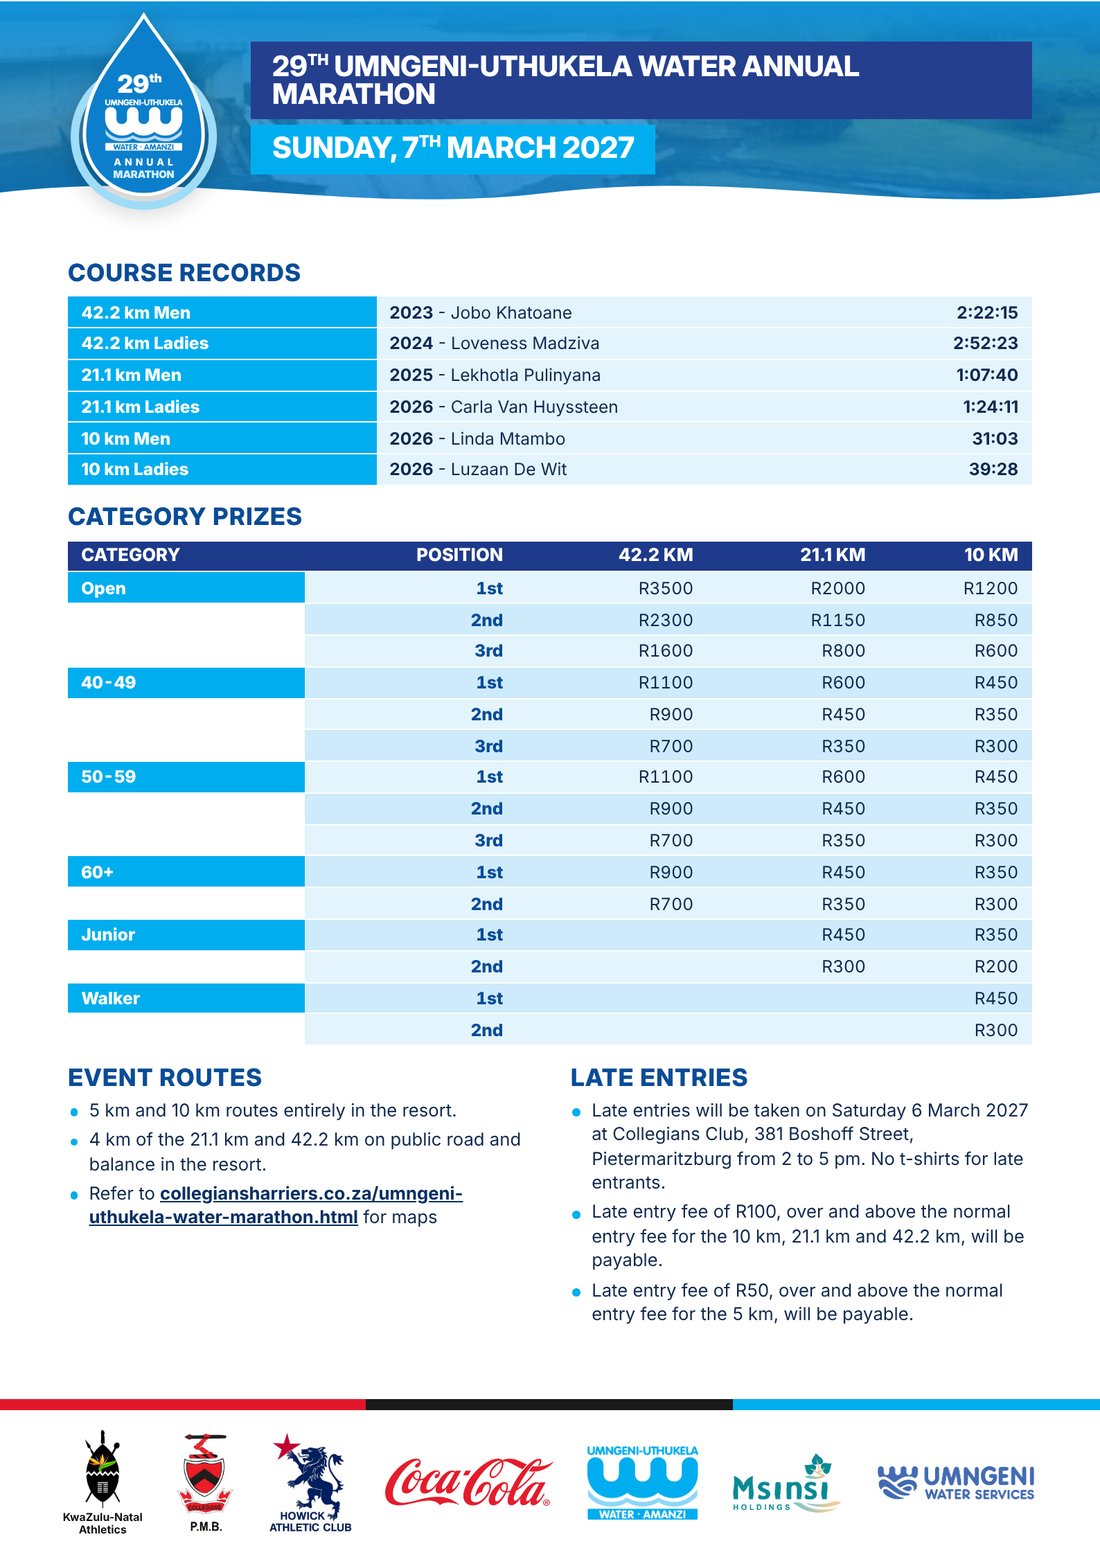 29th
UMNGENI-UTHUKELA
WATER · AMANZI
ANNUAL
MARATHON
29TH UMNGENI-UTHUKELA WATER ANNUAL
MARATHON
SUNDAY, 7TH MARCH 2027
COURSE RECORDS
42.2 km Men 2023 - Jobo Khatoane 2:22:15
42.2 km Ladies 2024 - Loveness Madziva 2:52:23
21.1 km Men 2025 - Lekhotla Pulinyana 1:07:40
21.1 km Ladies 2026 - Carla Van Huyssteen 1:24:11
10 km Men 2026 - Linda Mtambo 31:03
10 km Ladies 2026 - Luzaan De Wit 39:28
CATEGORY PRIZES
CATEGORY POSITION 42.2 KM 21.1 KM 10 KM
Open 1st R3500 R2000 R1200
2nd R2300 R1150 R850
3rd R1600 R800 R600
40-49 1st R1100 R600 R450
2nd R900 R450 R350
3rd R700 R350 R300
50-59 1st R1100 R600 R450
2nd R900 R450 R350
3rd R700 R350 R300
60+ 1st R900 R450 R350
2nd R700 R350 R300
Junior 1st R450 R350
2nd R300 R200
Walker 1st R450
2nd R300
EVENT ROUTES
• 5 km and 10 km routes entirely in the resort.
• 4 km of the 21.1 km and 42.2 km on public road and
balance in the resort.
• Refer to collegiansharriers.co.za/umngeni-
uthukela-water-marathon.html for maps
LATE ENTRIES
• Late entries will be taken on Saturday 6 March 2027
at Collegians Club, 381 Boshoff Street,
Pietermaritzburg from 2 to 5 pm. No t-shirts for late
entrants.
• Late entry fee of R100, over and above the normal
entry fee for the 10 km, 21.1 km and 42.2 km, will be
payable.
• Late entry fee of R50, over and above the normal
entry fee for the 5 km, will be payable.
KwaZulu-Natal
Athletics
COLLEGIANS
P.M.B.
HOWICK
ATHLETIC CLUB
Coca-Cola®
UMNGENI-UTHUKELA
WATER · AMANZI
Msinsi
HOLDINGS
UMNGENI
WATER SERVICES